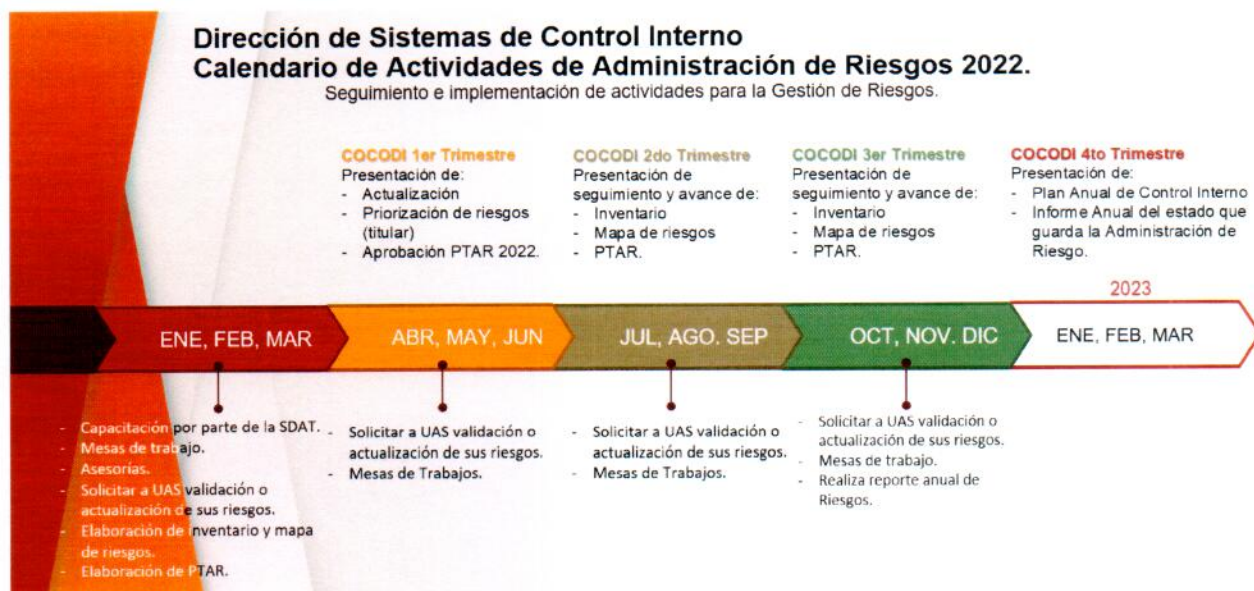 Dirección de Sistemas de Control Interno
Calendario de Actividades de Administración de Riesgos 2022.
Seguimiento e implementación de actividades para la Gestión de Riesgos.
COCODI 1er Trimestre
Presentación de:
- Actualización
- Priorización de riesgos
(titular)
- Aprobación PTAR 2022.
COCODI 2do Trimestre
Presentación de
seguimiento y avance de:
- Inventario
- Mapa de riesgos
- PTAR.
COCODI 3er Trimestre
Presentación de
seguimiento y avance de:
- Inventario
- Mapa de riesgos
- PTAR.
COCODI 4to Trimestre
Presentación de:
- Plan Anual de Control Interno
- Informe Anual del estado que
guarda la Administración de
Riesgo.
2023
ENE, FEB, MAR
ABR, MAY, JUN
JUL, AGO. SEP
OCT, NOV. DIC
ENE, FEB, MAR
- Capacitación por parte de la SDAT.
- Mesas de trabajo.
- Asesorías.
- Solicitar a UAS validación o
actualización de sus riesgos.
- Elaboración de inventario y mapa
de riesgos.
- Elaboración de PTAR.
- Solicitar a UAS validación o
actualización de sus riesgos.
- Mesas de Trabajos.
- Solicitar a UAS validación o
actualización de sus riesgos.
- Mesas de Trabajos.
- Solicitar a UAS validación o
actualización de sus riesgos.
- Mesas de trabajo.
- Realiza reporte anual de
Riesgos.